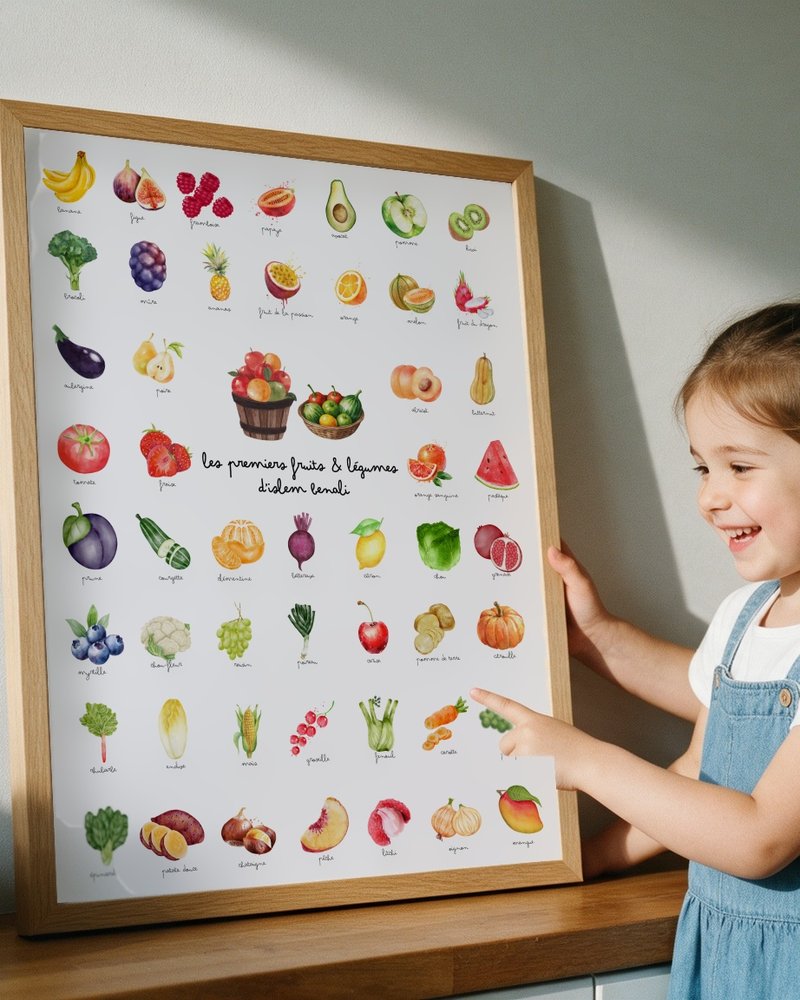 banane
figue
framboise
papaye
avocat
pomme
kiwi
brocoli
mûre
ananas
fruit de la passion
orange
melon
fruit du dragon
aubergine
poire
abricot
butternut
tomate
fraise
les premiers fruits & légumes
d'islem benali
orange sanguine
pastèque
prune
courgette
clémentine
betterave
citron
chou
grenade
myrtille
chou-fleur
raisin
poireau
cerise
pomme de terre
citrouille
rhubarbe
endive
maïs
groseille
fenouil
carotte
épinard
patate douce
châtaigne
pêche
litchi
oignon
mangue